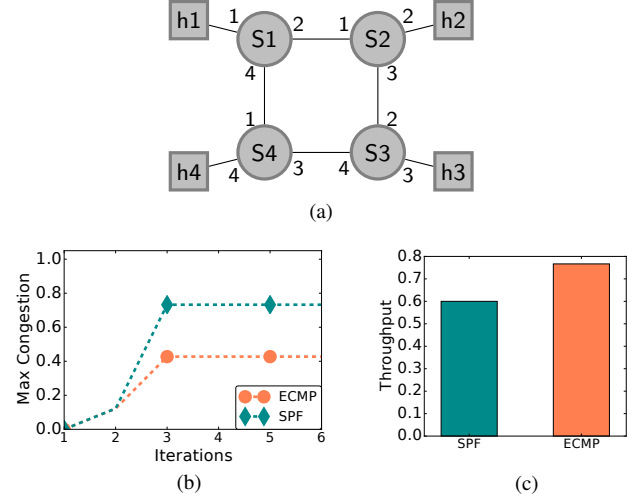 h1 1 S1 2 1 S2 2 h2
4 3
1 2
h4 4 S4 3 4 S3 3 h3
(a)
Max Congestion
1.0
0.8
0.6
0.4
0.2
0.0
1 2 3 4 5 6
Iterations
ECMP
SPF
(b)
Throughput
0.8
0.7
0.6
0.5
0.4
0.3
0.2
0.1
0.0
SPF ECMP
(c)